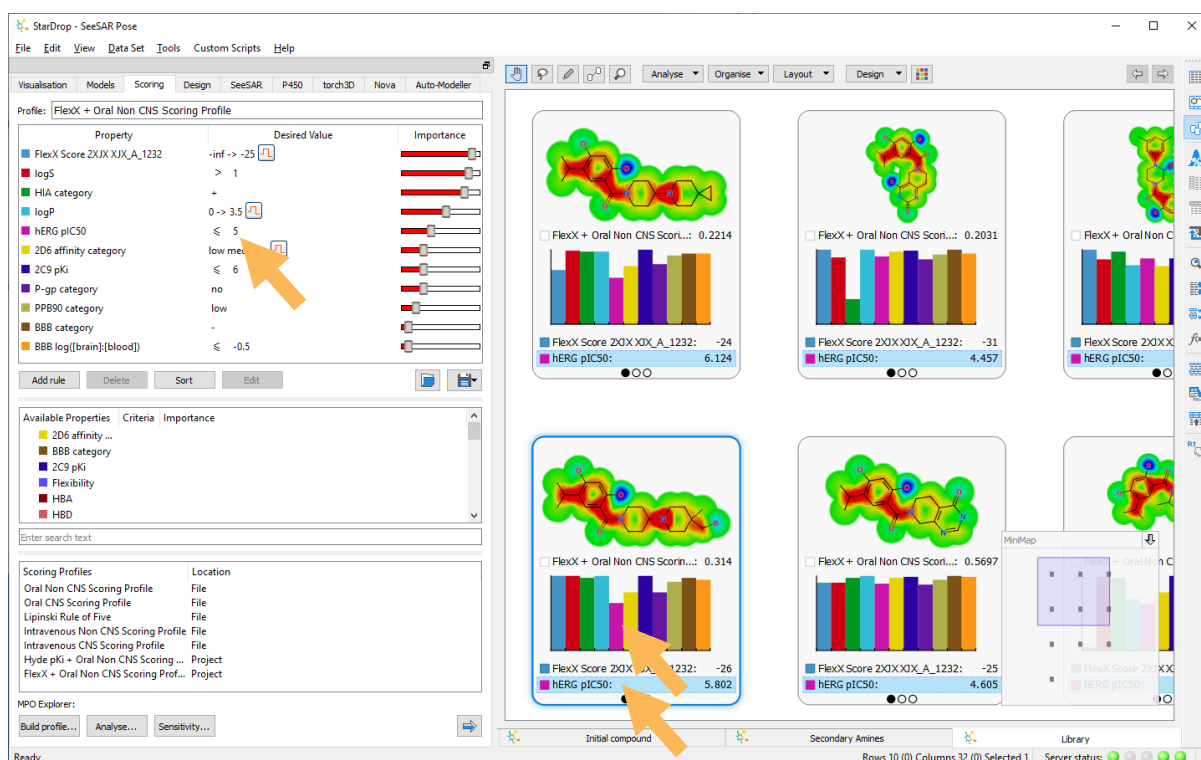 StarDrop - SeeSAR Pose
File Edit View Data Set Tools Custom Scripts Help
Visualisation Models Scoring Design SeeSAR P450 torch3D Nova Auto-Modeller
Profile: FlexX + Oral Non CNS Scoring Profile
Property Desired Value Importance
FlexX Score 2XJX XJX_A_1232 -inf -> -25
logS > 1
HIA category +
logP 0 -> 3.5
hERG pIC50 ≤ 5
2D6 affinity category low me
2C9 pKi ≤ 6
P-gp category no
PPB90 category low
BBB category -
BBB log([brain]:[blood]) ≤ -0.5
Add rule Delete Sort Edit
Available Properties Criteria Importance
2D6 affinity ...
BBB category
2C9 pKi
Flexibility
HBA
HBD
Enter search text
Scoring Profiles Location
Oral Non CNS Scoring Profile File
Oral CNS Scoring Profile File
Lipinski Rule of Five File
Intravenous Non CNS Scoring Profile File
Intravenous CNS Scoring Profile File
Hyde pKi + Oral Non CNS Scoring ... Project
FlexX + Oral Non CNS Scoring Prof... Project
MPO Explorer:
Build profile... Analyse... Sensitivity...
Analyse Organise Layout Design
FlexX + Oral Non CNS Scori...: 0.2214
FlexX Score 2XJX XJX_A_1232: -24
hERG pIC50: 6.124
FlexX + Oral Non CNS Scori...: 0.2031
FlexX Score 2XJX XJX_A_1232: -31
hERG pIC50: 4.457
FlexX + Oral Non C
FlexX Score 2XJX X
hERG pIC50:
FlexX + Oral Non CNS Scorin...: 0.314
FlexX Score 2XJX XJX_A_1232: -26
hERG pIC50: 5.802
FlexX + Oral Non CNS Scori...: 0.5697
FlexX Score 2XJX XJX_A_1232: -25
hERG pIC50: 4.605
MiniMap
FlexX + Oral Non C
FlexX Score 2XJX X
hERG pIC50:
f(x)
R1
Initial compound Secondary Amines Library
Ready Rows 10 (0) Columns 32 (0) Selected 1 Server status: